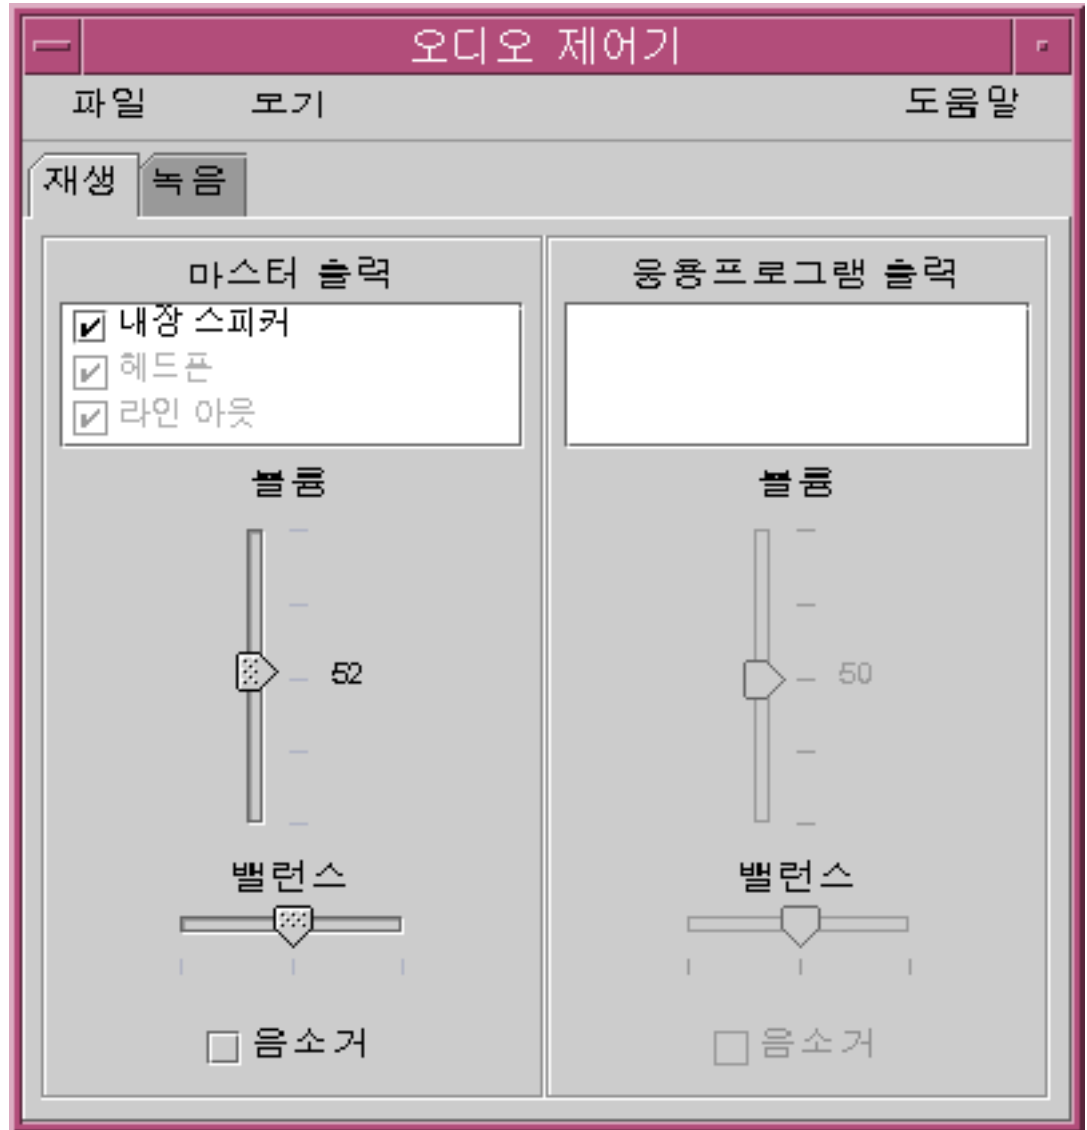 오디오 제어기
파일 보기 도움말
재생 녹음
마스터 출력
내장 스피커
헤드폰
라인 아웃
볼륨
52
밸런스
음소거
응용프로그램 출력
볼륨
50
밸런스
음소거